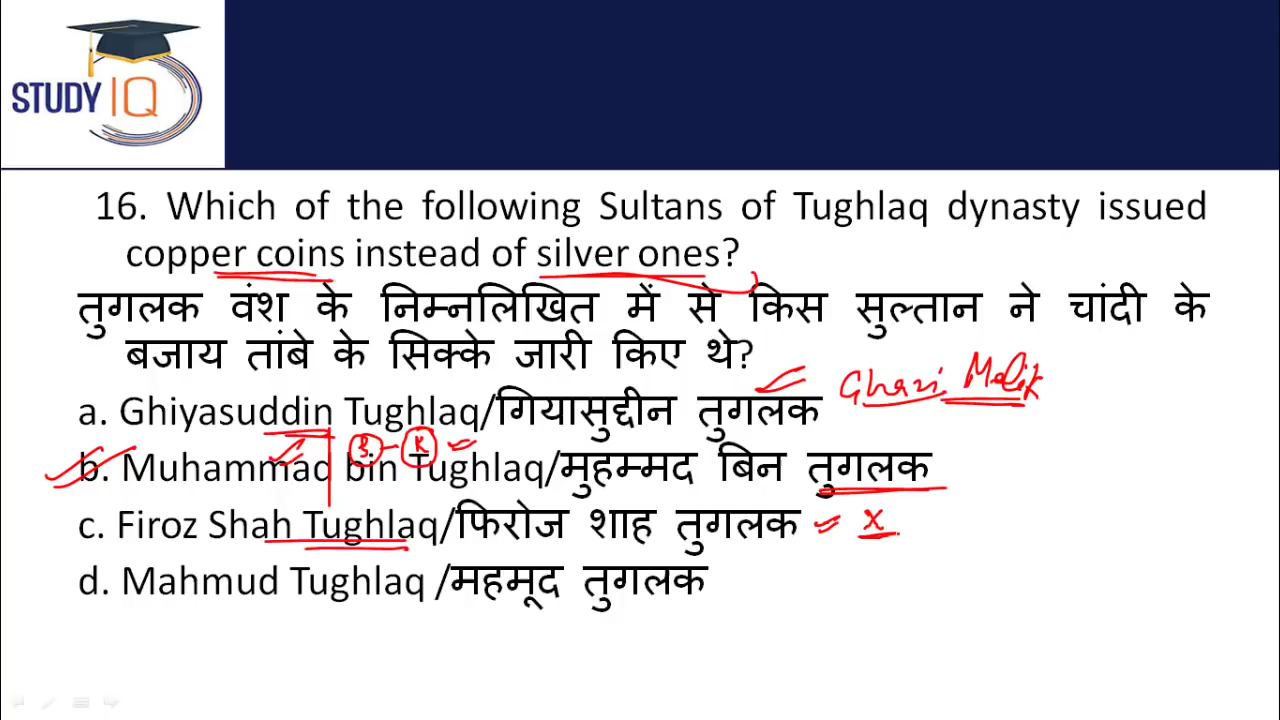 STUDY IQ
16. Which of the following Sultans of Tughlaq dynasty issued
copper coins instead of silver ones?
तुगलक वंश के निम्नलिखित में से किस सुल्तान ने चांदी के
बजाय तांबे के सिक्के जारी किए थे?
a. Ghiyasuddin Tughlaq/गियासुद्दीन तुगलक Ghazi Malik
b. Muhammad bin Tughlaq/मुहम्मद बिन तुगलक
c. Firoz Shah Tughlaq/फिरोज शाह तुगलक x
d. Mahmud Tughlaq /महमूद तुगलक